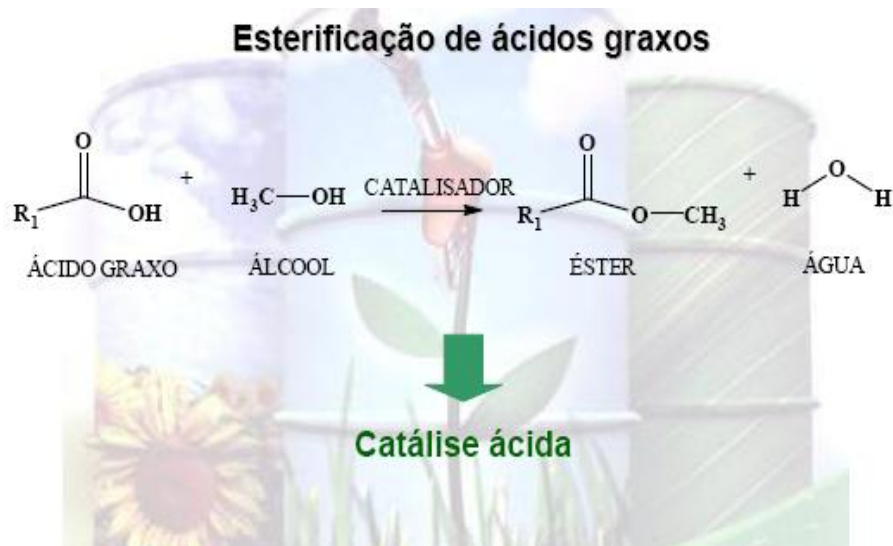 Esterificação de ácidos graxos
O
R1
OH
+
H3C—OH
CATALISADOR
O
R1
O—CH3
+
O
H
H
ÁCIDO GRAXO
ÁLCOOL
ÉSTER
ÁGUA
Catálise ácida